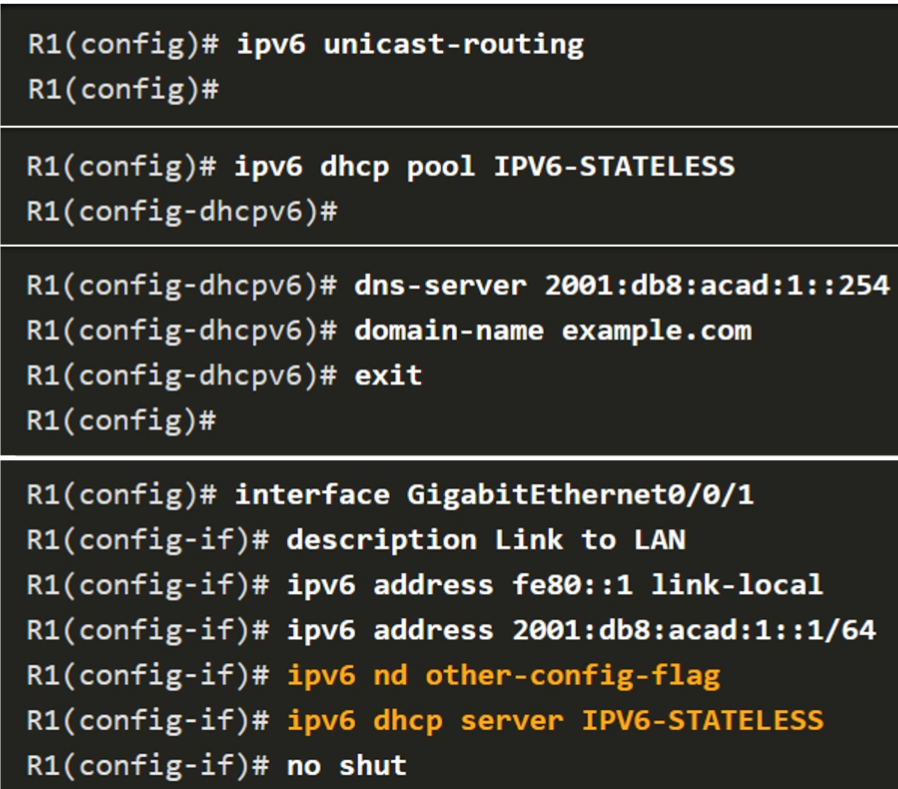 R1(config)# ipv6 unicast-routing
R1(config)#
R1(config)# ipv6 dhcp pool IPV6-STATELESS
R1(config-dhcpv6)#
R1(config-dhcpv6)# dns-server 2001:db8:acad:1::254
R1(config-dhcpv6)# domain-name example.com
R1(config-dhcpv6)# exit
R1(config)#
R1(config)# interface GigabitEthernet0/0/1
R1(config-if)# description Link to LAN
R1(config-if)# ipv6 address fe80::1 link-local
R1(config-if)# ipv6 address 2001:db8:acad:1::1/64
R1(config-if)# ipv6 nd other-config-flag
R1(config-if)# ipv6 dhcp server IPV6-STATELESS
R1(config-if)# no shut